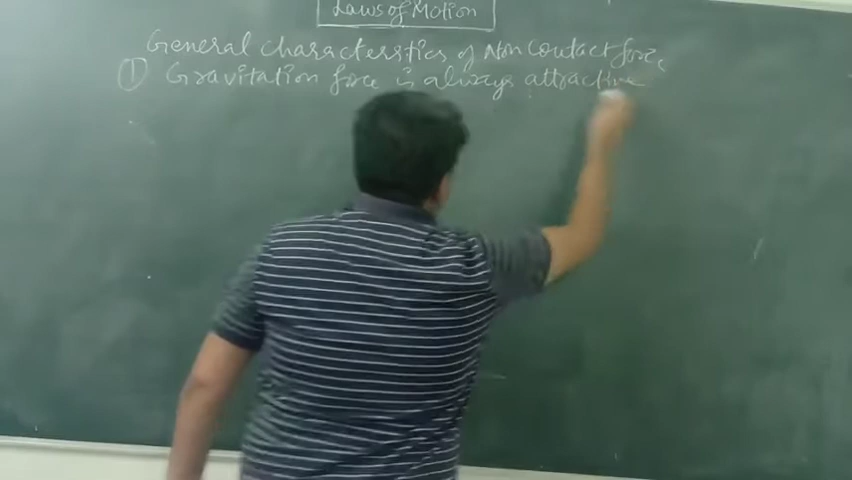 Laws of Motion
General characteristics of Non contact force
① Gravitation force is always attractive